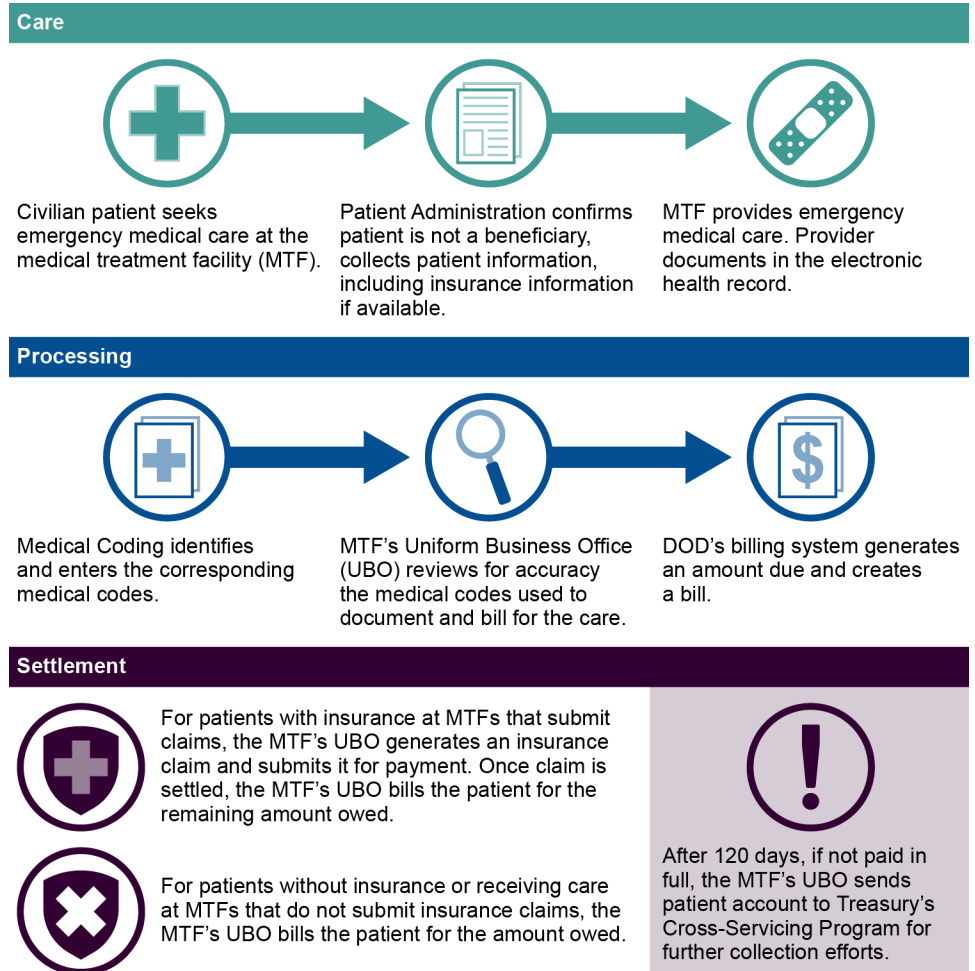 Care
Civilian patient seeks
emergency medical care at the
medical treatment facility (MTF).
Patient Administration confirms
patient is not a beneficiary,
collects patient information,
including insurance information
if available.
MTF provides emergency
medical care. Provider
documents in the electronic
health record.
Processing
Medical Coding identifies
and enters the corresponding
medical codes.
MTF's Uniform Business Office
(UBO) reviews for accuracy
the medical codes used to
document and bill for the care.
$
DOD's billing system generates
an amount due and creates
a bill.
Settlement
For patients with insurance at MTFs that submit
claims, the MTF's UBO generates an insurance
claim and submits it for payment. Once claim is
settled, the MTF's UBO bills the patient for the
remaining amount owed.
For patients without insurance or receiving care
at MTFs that do not submit insurance claims, the
MTF's UBO bills the patient for the amount owed.
!
After 120 days, if not paid in
full, the MTF's UBO sends
patient account to Treasury's
Cross-Servicing Program for
further collection efforts.